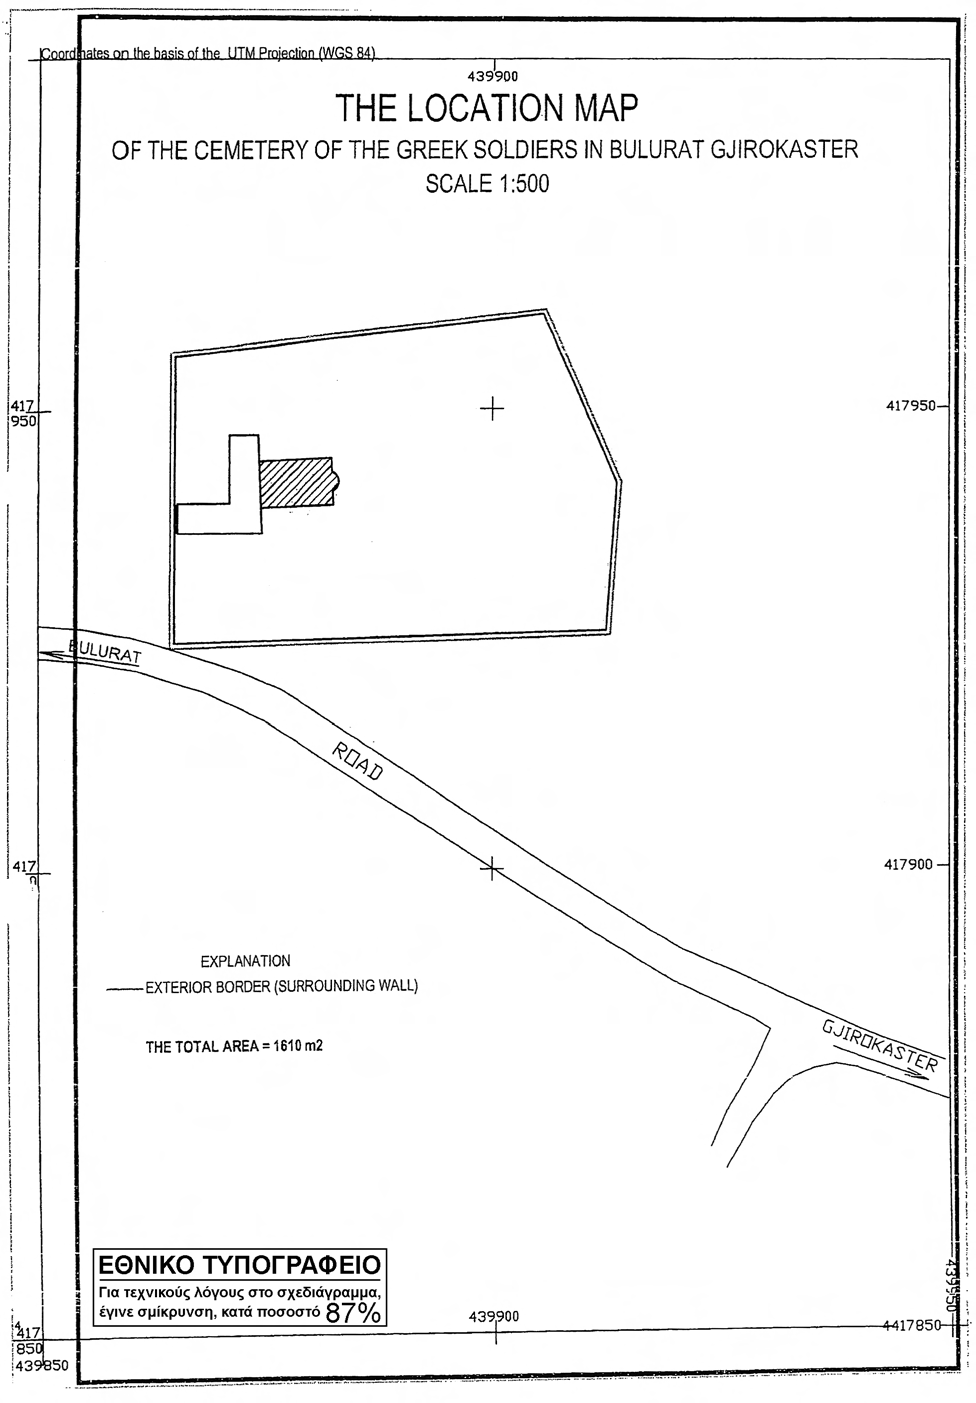 Coordinates on the basis of the UTM Projection (WGS 84)
439900
THE LOCATION MAP
OF THE CEMETERY OF THE GREEK SOLDIERS IN BULURAT GJIROKASTER
SCALE 1:500
417
950
417950
BULURAT
ROAD
417
417900
EXPLANATION
EXTERIOR BORDER (SURROUNDING WALL)
THE TOTAL AREA = 1610 m2
GJIROKASTER
ΕΘΝΙΚΟ ΤΥΠΟΓΡΑΦΕΙΟ
Για τεχνικούς λόγους στο σχεδιάγραμμα,
έγινε σμίκρυνση, κατά ποσοστό 87%
439900
439950
4417850
4
417
850
439850